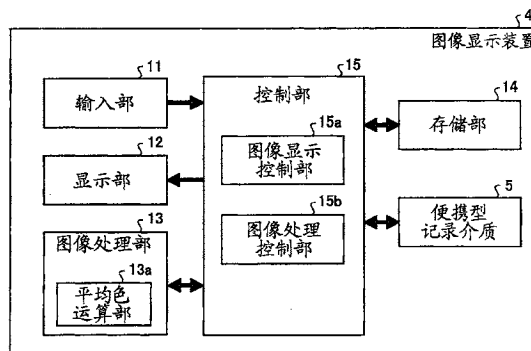 4
图像显示装置
11
输入部
12
显示部
13
图像处理部
13a
平均色
运算部
15
控制部
15a
图像显示
控制部
15b
图像处理
控制部
14
存储部
5
便携型
记录介质